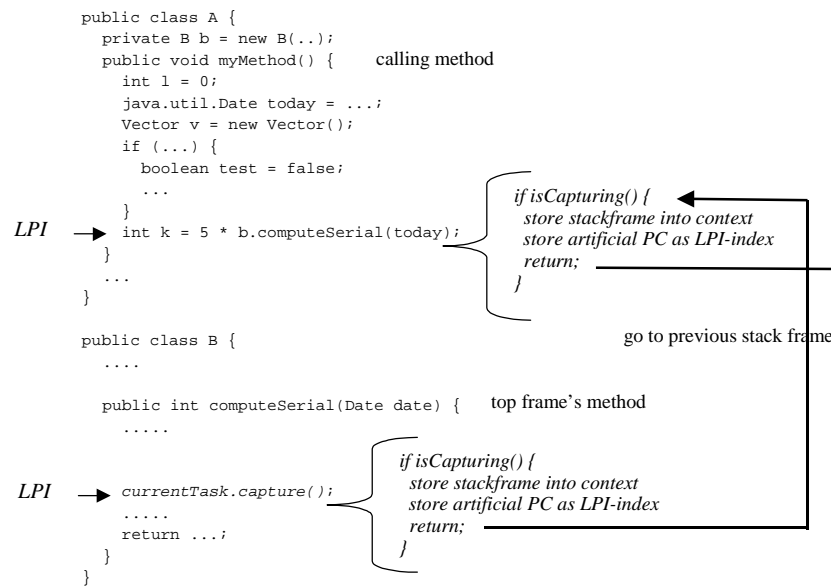 public class A {
private B b = new B(..);
public void myMethod() { calling method
int l = 0;
java.util.Date today = ...;
Vector v = new Vector();
if (...) {
boolean test = false;
...
}
LPI int k = 5 * b.computeSerial(today);
}
...
}
if isCapturing() {
store stackframe into context
store artificial PC as LPI-index
return;
}
go to previous stack frame
public class B {
....
public int computeSerial(Date date) { top frame's method
.....
LPI currentTask.capture();
.....
return ...;
}
}
if isCapturing() {
store stackframe into context
store artificial PC as LPI-index
return;
}